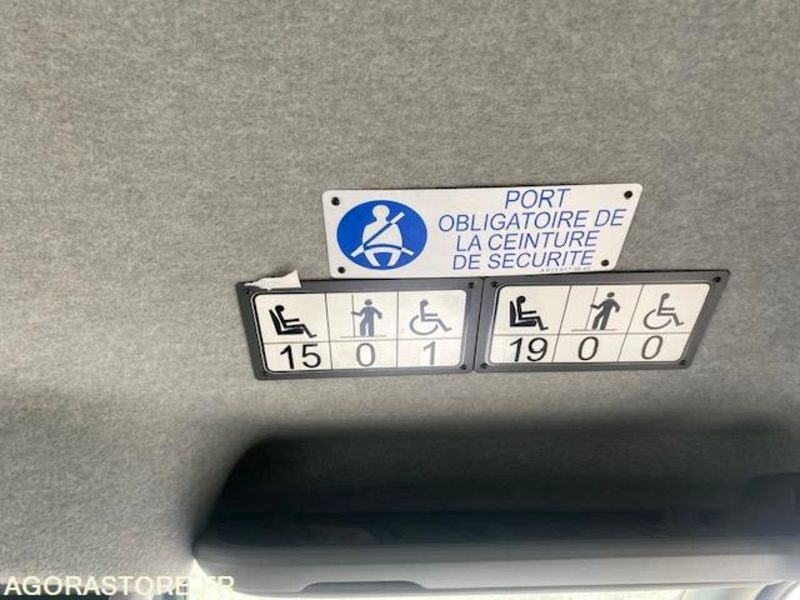 PORT
OBLIGATOIRE DE
LA CEINTURE
DE SECURITE
15 0 1
19 0 0
AGORASTORE.FR